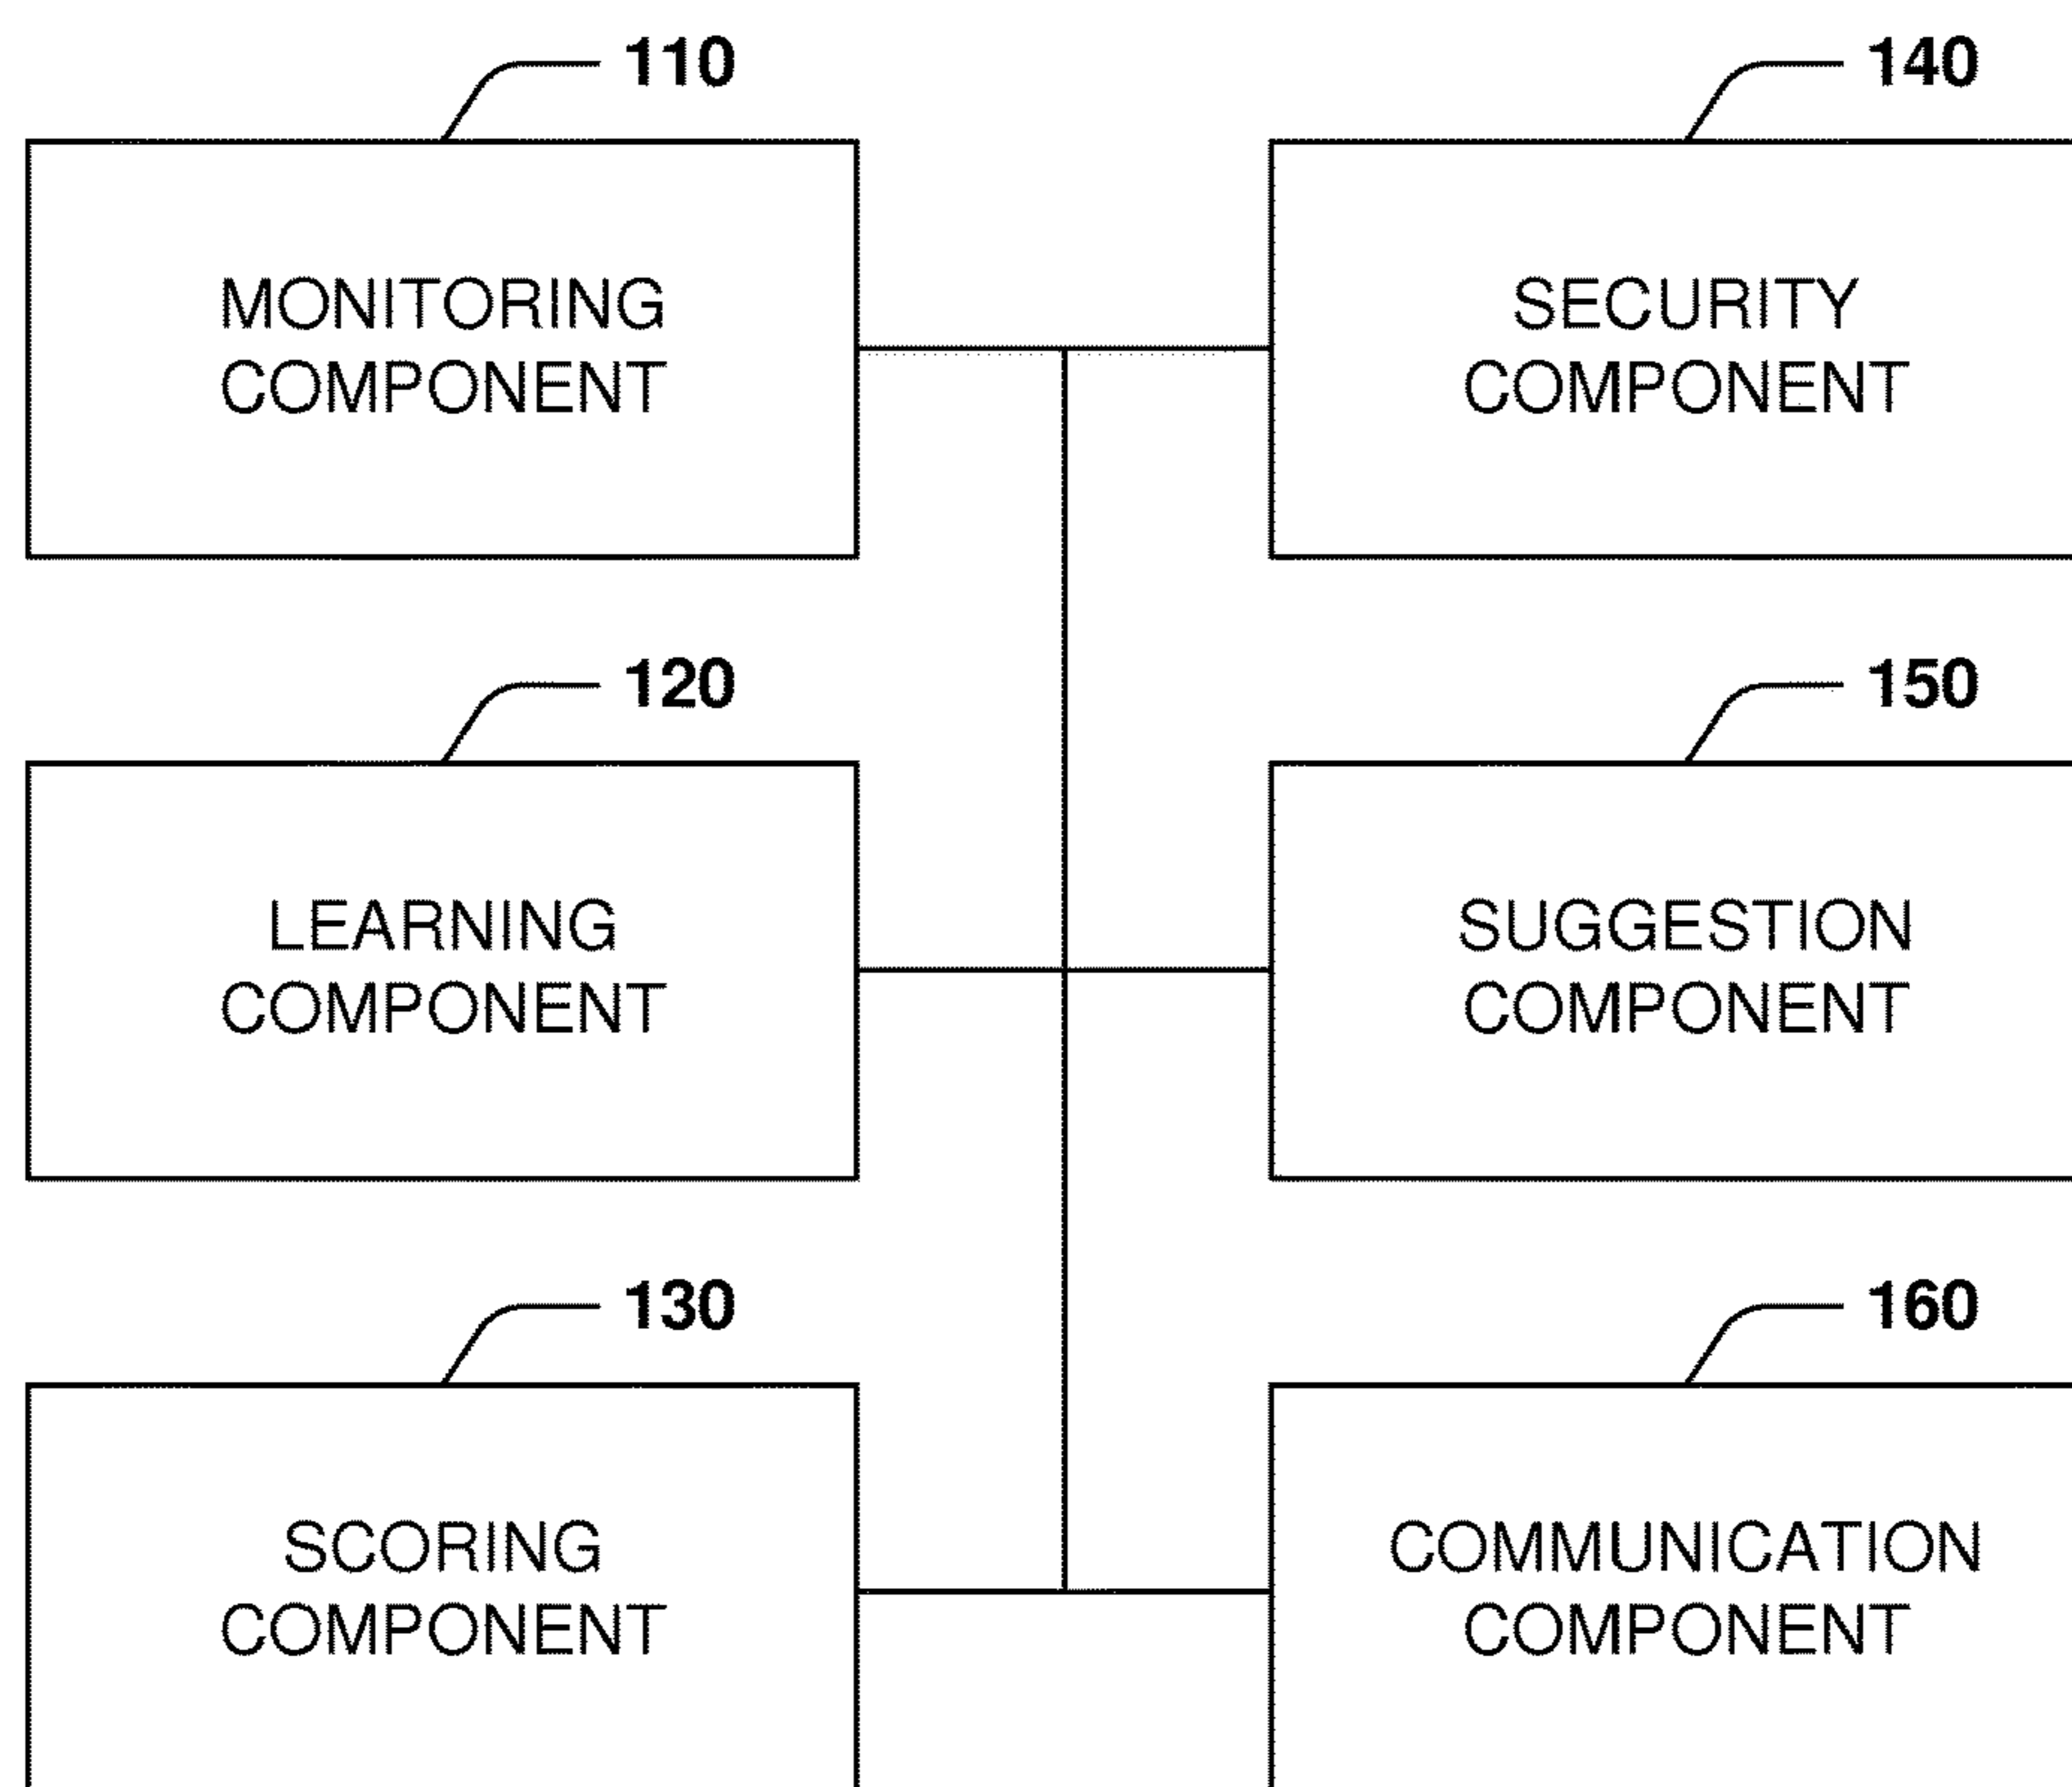 110
MONITORING
COMPONENT
140
SECURITY
COMPONENT
120
LEARNING
COMPONENT
150
SUGGESTION
COMPONENT
130
SCORING
COMPONENT
160
COMMUNICATION
COMPONENT